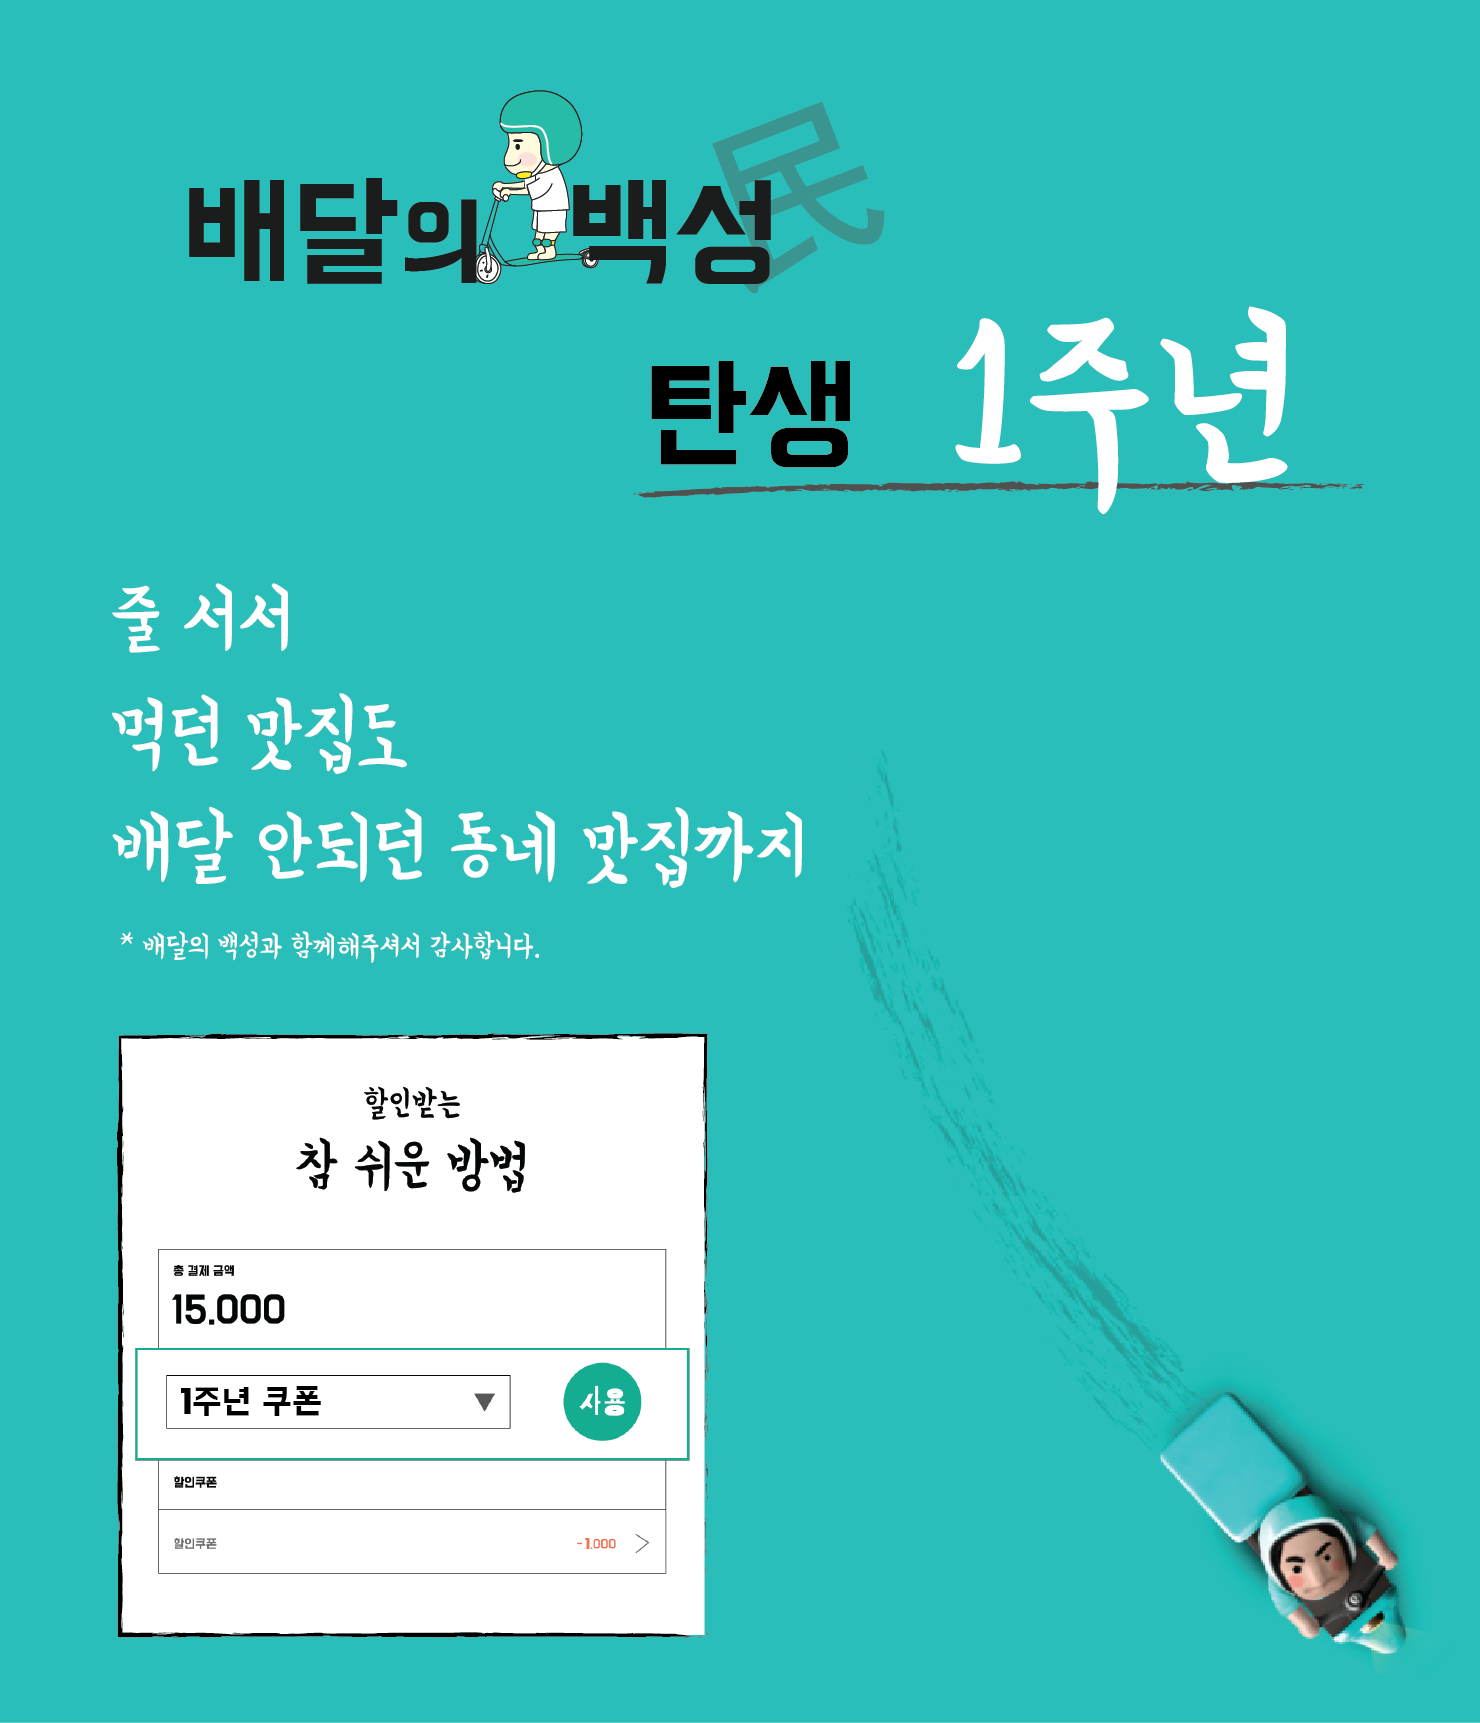 배달의 백성 民
탄생 1주년
줄 서서
먹던 맛집도
배달 안되던 동네 맛집까지
* 배달의 백성과 함께해주셔서 감사합니다.
할인받는
참 쉬운 방법
총 결제 금액
15.000
1주년 쿠폰 ▼ 사용
할인쿠폰
할인쿠폰 -1.000 >